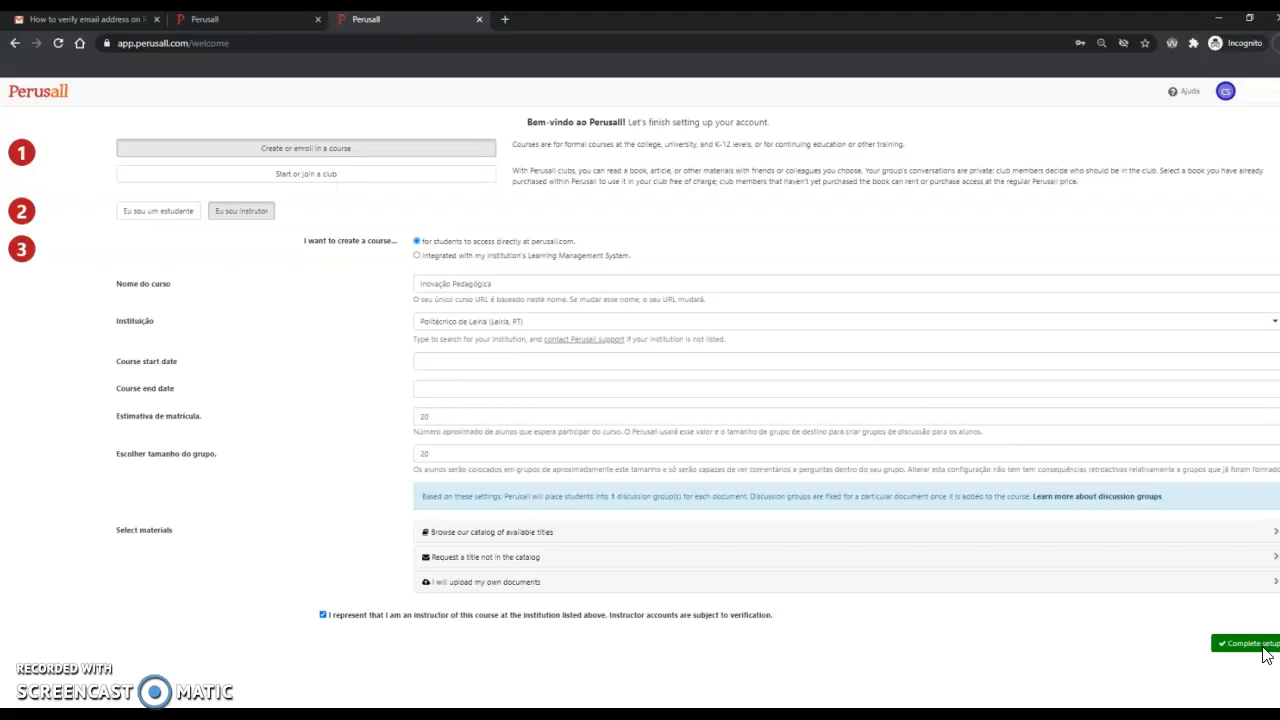 How to verify email address on P
Perusall
Perusall
app.perusall.com/welcome
Incognito
Perusall
Ajuda
CS
Bem-vindo ao Perusall! Let's finish setting up your account.
1
Create or enroll in a course
Courses are for formal courses at the college, university, and K-12 levels, or for continuing education or other training.
Start or join a club
With Perusall clubs, you can read a book, article, or other materials with friends or colleagues you choose. Your group's conversations are private: club members decide who should be in the club. Select a book you have already
purchased within Perusall to use it in your club free of charge; club members that haven't yet purchased the book can rent or purchase access at the regular Perusall price.
2
Eu sou um estudante
Eu sou instrutor
3
I want to create a course...
for students to access directly at perusall.com.
integrated with my institution's Learning Management System.
Nome do curso
Inovação Pedagógica
O seu único curso URL é baseado neste nome. Se mudar esse nome, o seu URL mudará.
Instituição
Politécnico de Leiria (Leiria, PT)
Type to search for your institution, and contact Perusall support if your institution is not listed.
Course start date
Course end date
Estimativa de matrícula.
20
Número aproximado de alunos que espera participar do curso. O Perusall usará esse valor e o tamanho de grupo de destino para criar grupos de discussão para os alunos.
Escolher tamanho do grupo.
20
Os alunos serão colocados em grupos de aproximadamente este tamanho e só serão capazes de ver comentários e perguntas dentro do seu grupo. Alterar esta configuração não tem tem consequências retroactivas relativamente a grupos que já foram formado
Based on these settings, Perusall will place students into 1 discussion group(s) for each document. Discussion groups are fixed for a particular document once it is added to the course. Learn more about discussion groups
Select materials
Browse our catalog of available titles
Request a title not in the catalog
I will upload my own documents
I represent that I am an instructor of this course at the institution listed above. Instructor accounts are subject to verification.
Complete setup
RECORDED WITH
SCREENCAST MATIC